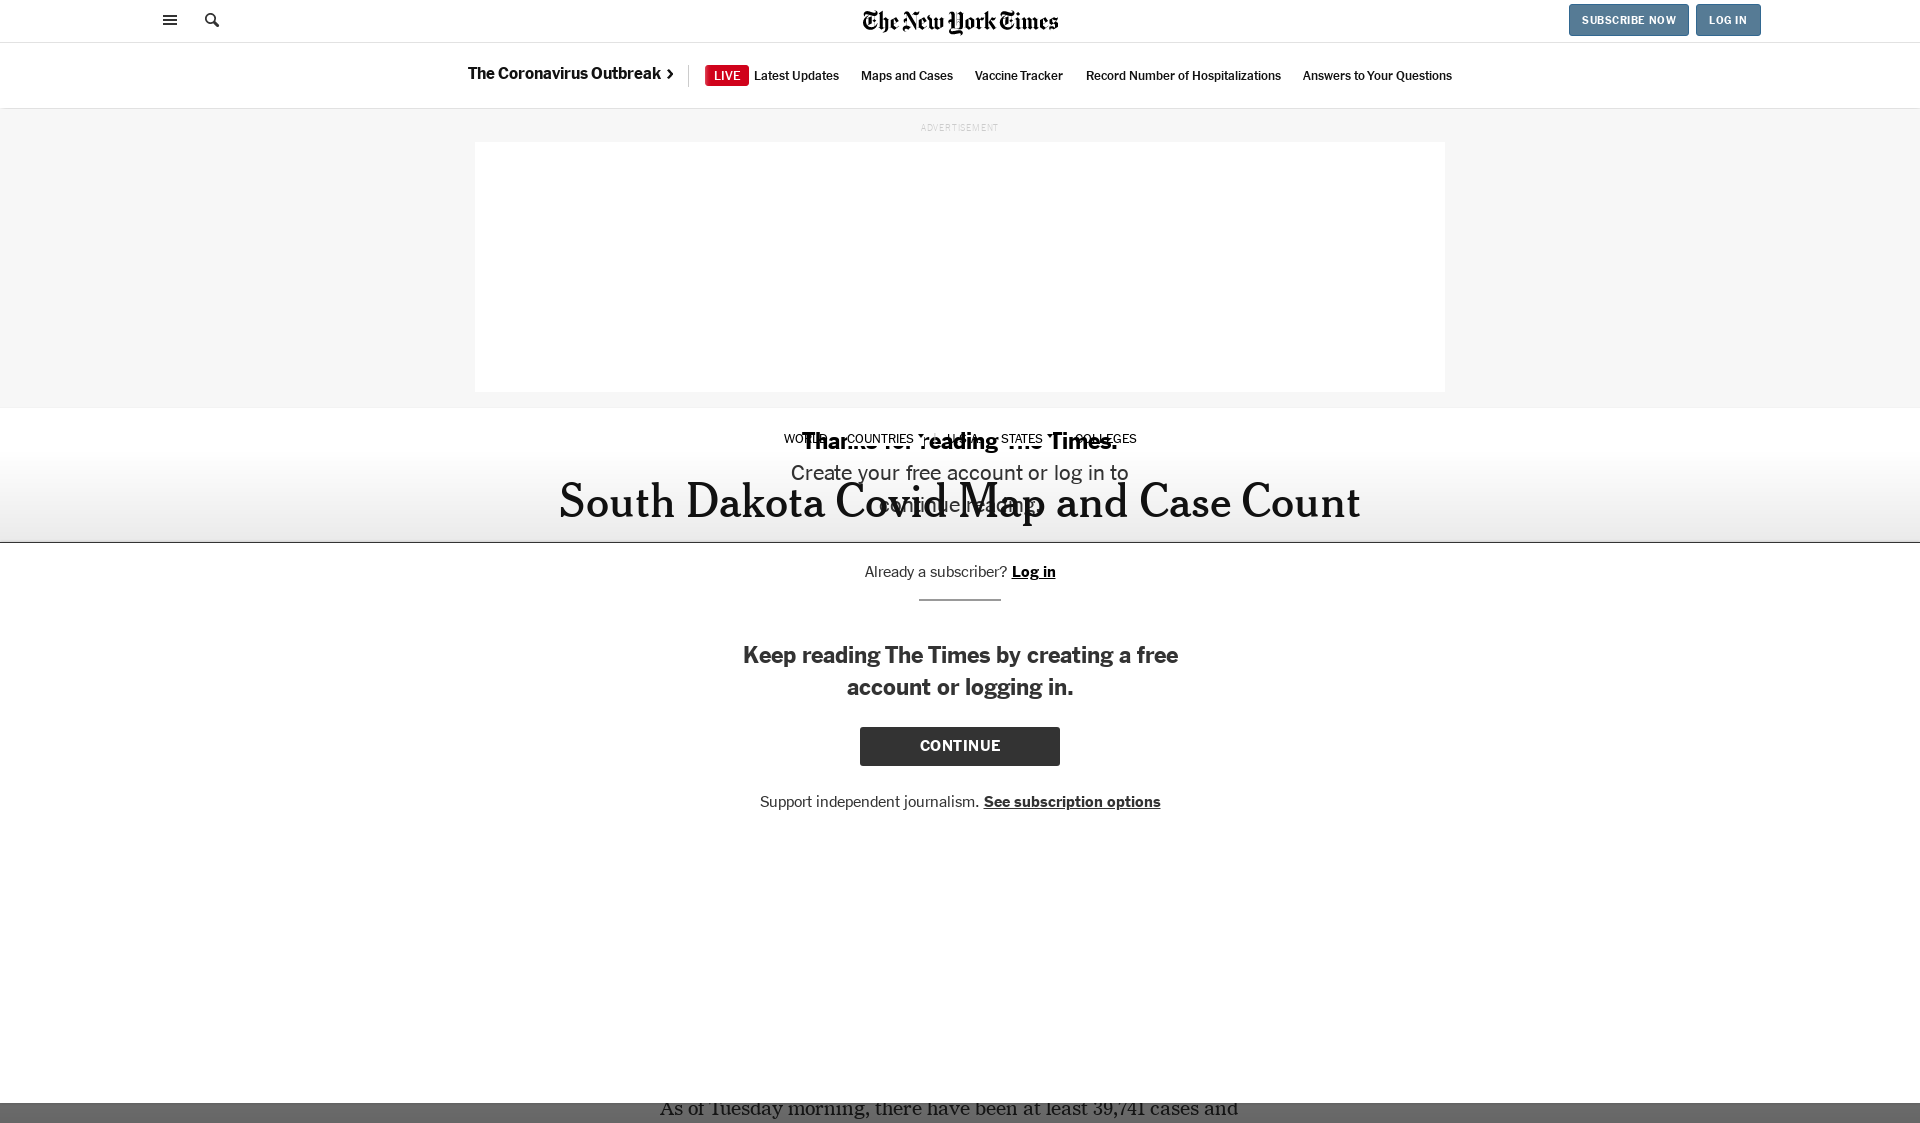 The New York Times
SUBSCRIBE NOW
LOG IN
The Coronavirus Outbreak ›
LIVE Latest Updates
Maps and Cases
Vaccine Tracker
Record Number of Hospitalizations
Answers to Your Questions
ADVERTISEMENT
WORLD COUNTRIES U.S.A. STATES COLLEGES
Thanks for reading The Times.
Create your free account or log in to
continue reading.
South Dakota Covid Map and Case Count
Already a subscriber? Log in
Keep reading The Times by creating a free
account or logging in.
CONTINUE
Support independent journalism. See subscription options
As of Tuesday morning, there have been at least 39,741 cases and